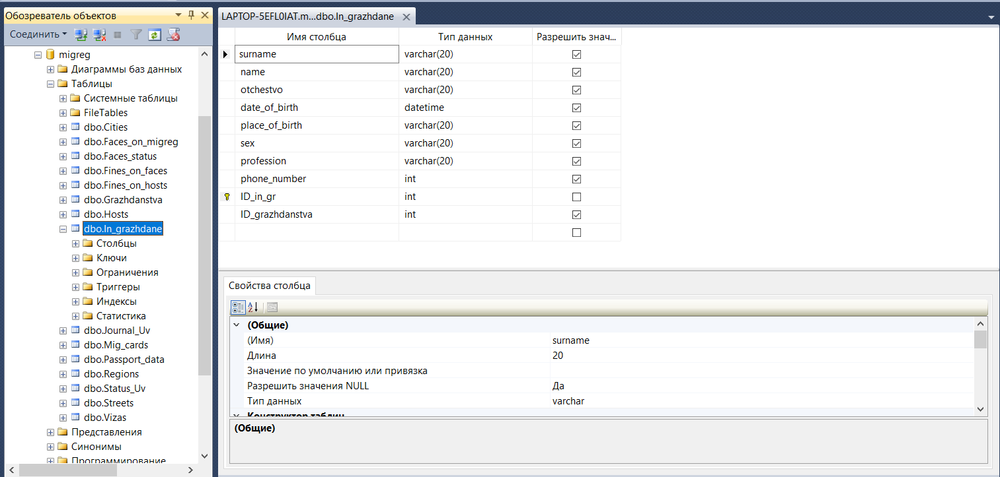 Обозреватель объектов
Соединить
migreg
Диаграммы баз данных
Таблицы
Системные таблицы
FileTables
dbo.Cities
dbo.Faces_on_migreg
dbo.Faces_status
dbo.Fines_on_faces
dbo.Fines_on_hosts
dbo.Grazhdanstva
dbo.Hosts
dbo.In_grazhdane
Столбцы
Ключи
Ограничения
Триггеры
Индексы
Статистика
dbo.Journal_Uv
dbo.Mig_cards
dbo.Passport_data
dbo.Regions
dbo.Status_Uv
dbo.Streets
dbo.Vizas
Представления
Синонимы
Программирование
LAPTOP-5EFL0IAT.m...dbo.In_grazhdane
Имя столбца Тип данных Разрешить знач...
surname varchar(20)
name varchar(20)
otchestvo varchar(20)
date_of_birth datetime
place_of_birth varchar(20)
sex varchar(20)
profession varchar(20)
phone_number int
ID_in_gr int
ID_grazhdanstva int
Свойства столбца
(Общие)
(Имя) surname
Длина 20
Значение по умолчанию или привязка
Разрешить значения NULL Да
Тип данных varchar
Конструктор таблиц
(Общие)